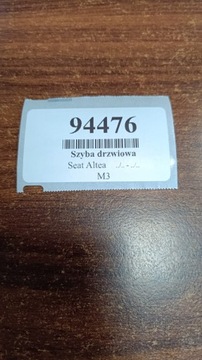 94476
Szyba drzwiowa
Seat Altea ./. - ./..
M3